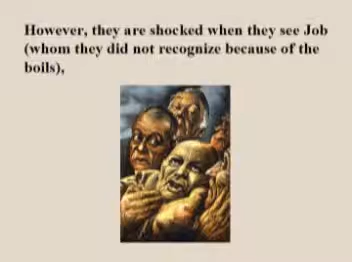 However, they are shocked when they see Job
(whom they did not recognize because of the
boils),